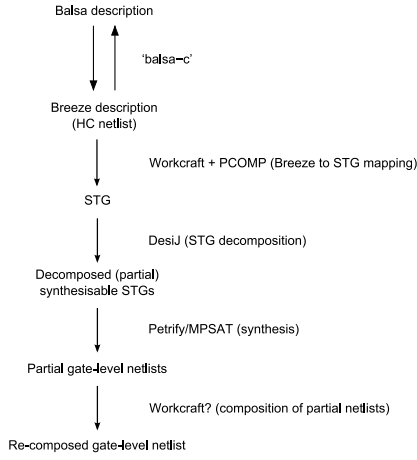 Balsa description
‘balsa−c’
Breeze description
(HC netlist)
Workcraft + PCOMP (Breeze to STG mapping)
STG
DesiJ (STG decomposition)
Decomposed (partial)
synthesisable STGs
Petrify/MPSAT (synthesis)
Partial gate−level netlists
Workcraft? (composition of partial netlists)
Re−composed gate−level netlist